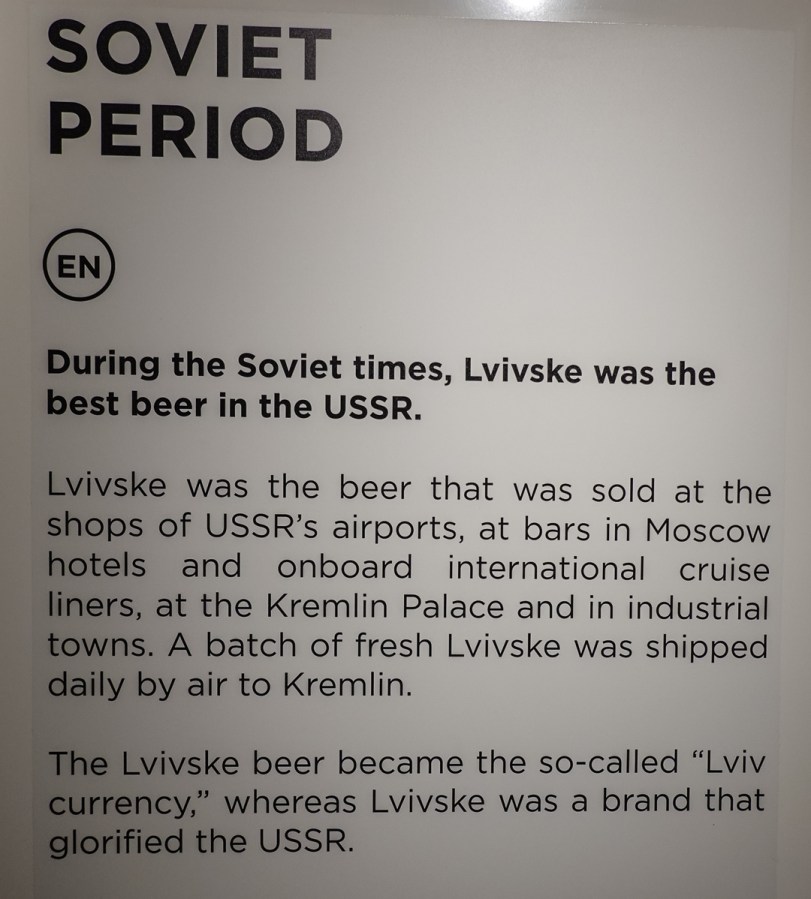 SOVIET
PERIOD
EN
During the Soviet times, Lvivske was the
best beer in the USSR.
Lvivske was the beer that was sold at the
shops of USSR’s airports, at bars in Moscow
hotels and onboard international cruise
liners, at the Kremlin Palace and in industrial
towns. A batch of fresh Lvivske was shipped
daily by air to Kremlin.
The Lvivske beer became the so-called “Lviv
currency,” whereas Lvivske was a brand that
glorified the USSR.